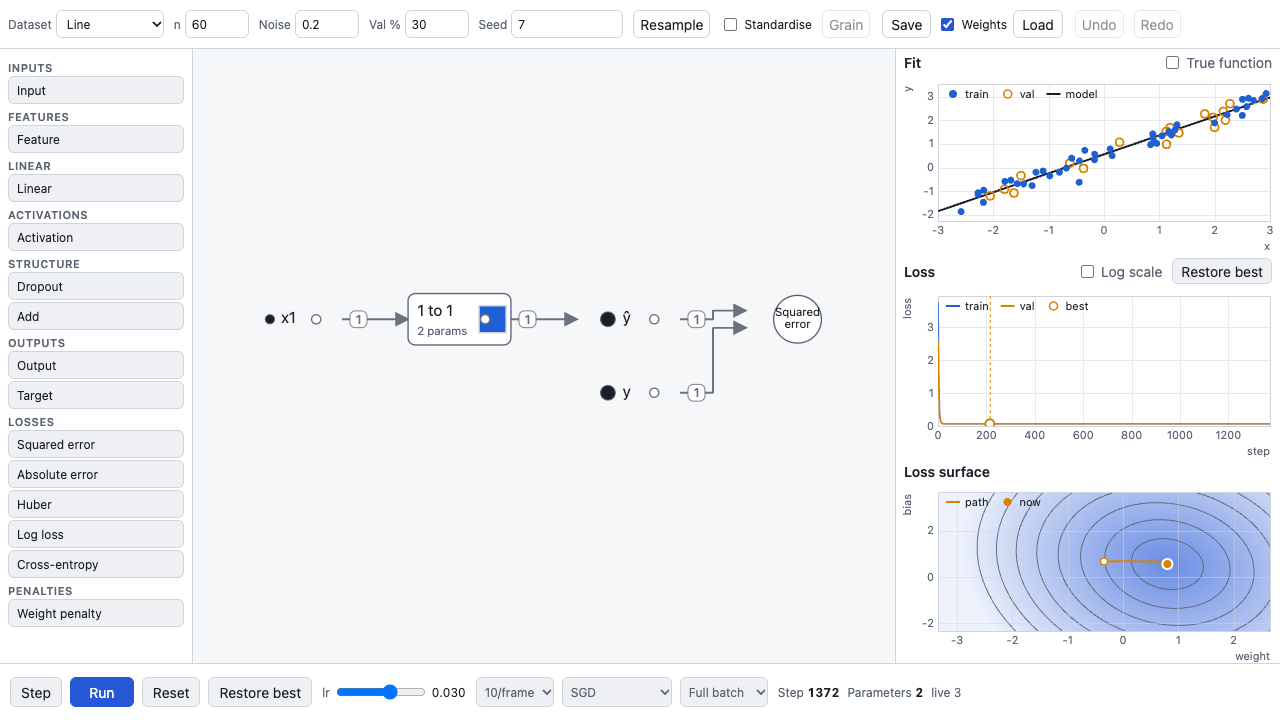 Dataset Line n 60 Noise 0.2 Val % 30 Seed 7 Resample Standardise Grain Save Weights Load Undo Redo
INPUTS
Input
FEATURES
Feature
LINEAR
Linear
ACTIVATIONS
Activation
STRUCTURE
Dropout
Add
OUTPUTS
Output
Target
LOSSES
Squared error
Absolute error
Huber
Log loss
Cross-entropy
PENALTIES
Weight penalty
x1
1
1 to 1
2 params
1
ŷ
1
Squared
error
y
1
Fit True function
y
train val model
3
2
1
0
-1
-2
-3 -2 -1 0 1 2 3
x
Loss Log scale Restore best
loss
train val best
3
2
1
0
0 200 400 600 800 1000 1200
step
Loss surface
bias
path now
2
0
-2
-3 -2 -1 0 1 2
weight
Step Run Reset Restore best lr 0.030 10/frame SGD Full batch Step 1372 Parameters 2 live 3